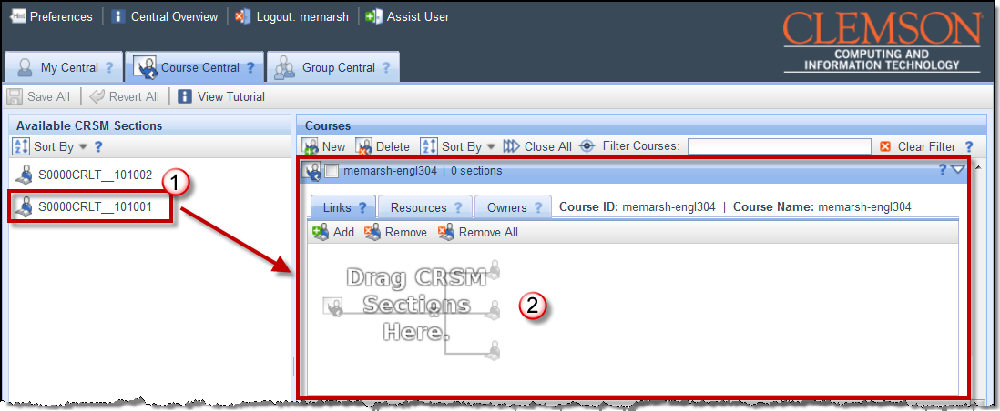 Hint Preferences | Central Overview | Logout: memarsh | Assist User
CLEMSON
COMPUTING AND
INFORMATION TECHNOLOGY
My Central ? Course Central ? Group Central ?
Save All | Revert All | View Tutorial
Available CRSM Sections
AZ Sort By ?
S0000CRLT__101002
1
S0000CRLT__101001
Courses
New Delete AZ Sort By Close All Filter Courses: Clear Filter ?
memarsh-engl304 | 0 sections ?
Links ? Resources ? Owners ? Course ID: memarsh-engl304 | Course Name: memarsh-engl304
Add Remove Remove All
Drag CRSM
Sections
Here.
2